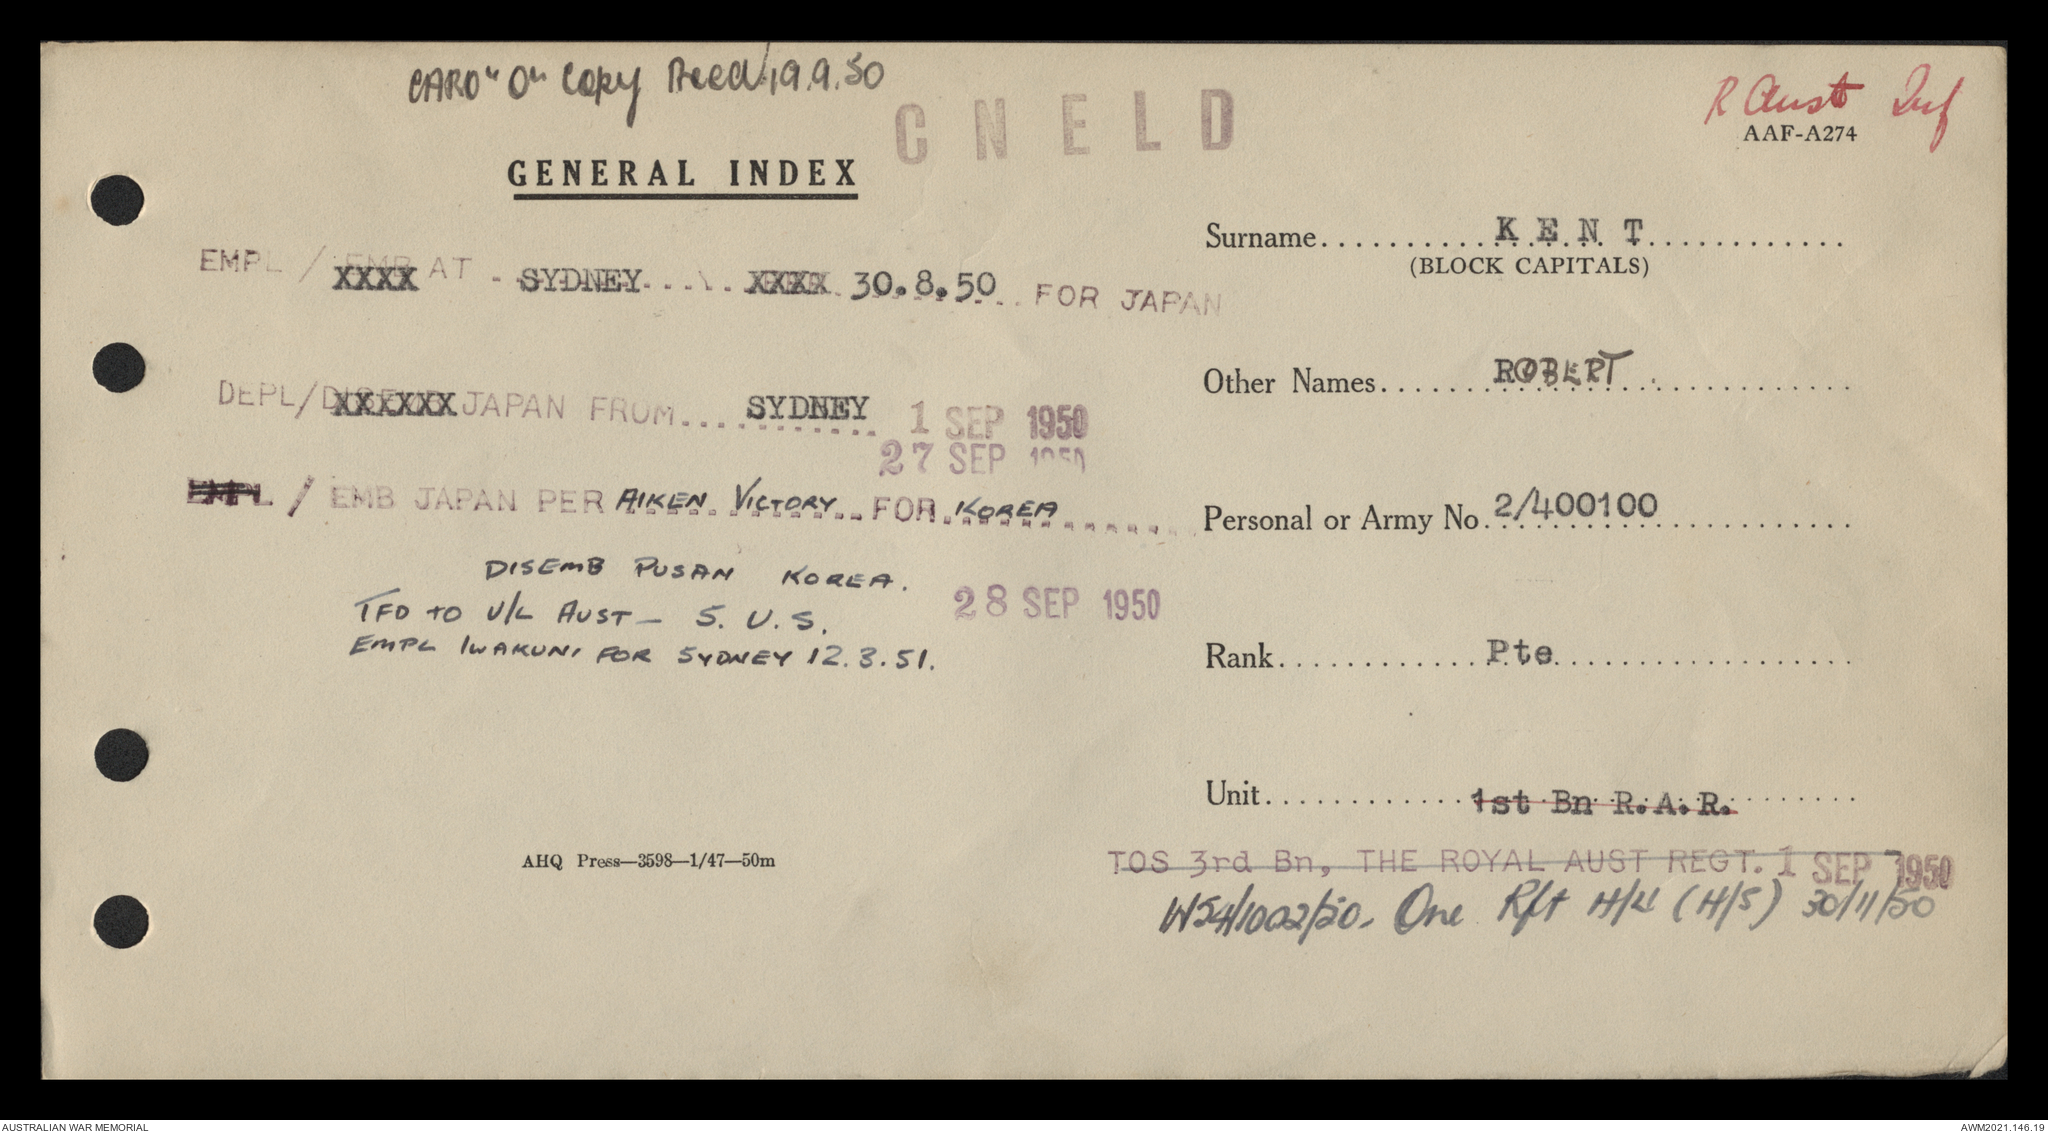 CARO "O" Copy Reed 19.9.50
C N E L D
R Aust Inf
AAF-A274
GENERAL INDEX
EMPL / XXXX AT - SYDNEY XXXX 30.8.50 FOR JAPAN
DEPL/XXXXXX JAPAN FROM SYDNEY 1 SEP 1950
27 SEP 1950
EMPL / EMB JAPAN PER AIKEN VICTORY FOR KOREA
DISEMB PUSAN KOREA. 28 SEP 1950
TFD TO V/L AUST - S. U. S.
EMPL IWAKUNI FOR SYDNEY 12.3.51.
AHQ Press—3598—1/47—50m
Surname KENT
(BLOCK CAPITALS)
Other Names ROBERT
Personal or Army No. 2/400100
Rank Pte
Unit 1st Bn R.A.R.
TOS 3rd Bn, THE ROYAL AUST REGT. 1 SEP 1950
One Rft (H/S) 30/11/50
AUSTRALIAN WAR MEMORIAL
AWM2021.146.19